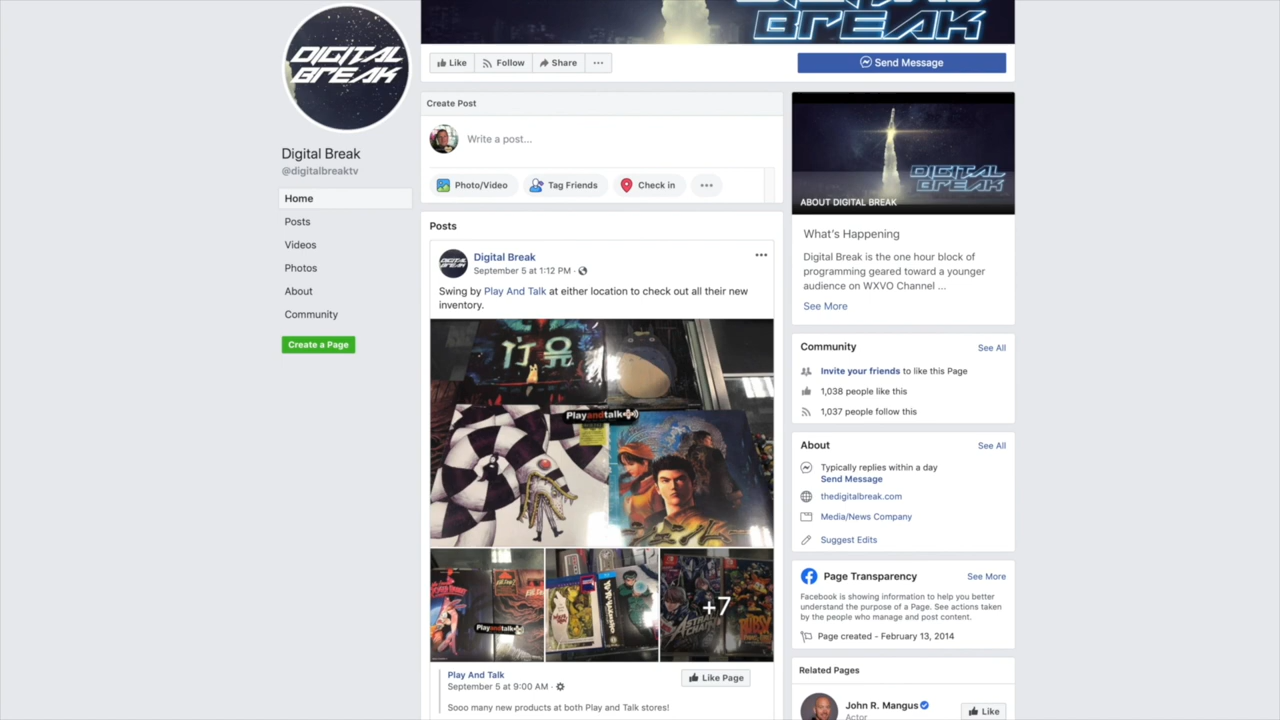 DIGITAL
BREAK
Digital Break
@digitalbreaktv
Home
Posts
Videos
Photos
About
Community
Create a Page
BREAK
Like
Follow
Share
Send Message
Create Post
Write a post...
Photo/Video
Tag Friends
Check in
Posts
Digital Break
September 5 at 1:12 PM
Swing by Play And Talk at either location to check out all their new
inventory.
Playandtalk
Playandtalk
ASTRAL
CHAIN
+7
Play And Talk
September 5 at 9:00 AM
Like Page
Sooo many new products at both Play and Talk stores!
DIGITAL
BREAK
ABOUT DIGITAL BREAK
What's Happening
Digital Break is the one hour block of
programming geared toward a younger
audience on WXVO Channel ...
See More
Community
See All
Invite your friends to like this Page
1,038 people like this
1,037 people follow this
About
See All
Typically replies within a day
Send Message
thedigitalbreak.com
Media/News Company
Suggest Edits
Page Transparency
See More
Facebook is showing information to help you better
understand the purpose of a Page. See actions taken
by the people who manage and post content.
Page created - February 13, 2014
Related Pages
John R. Mangus
Like
Actor